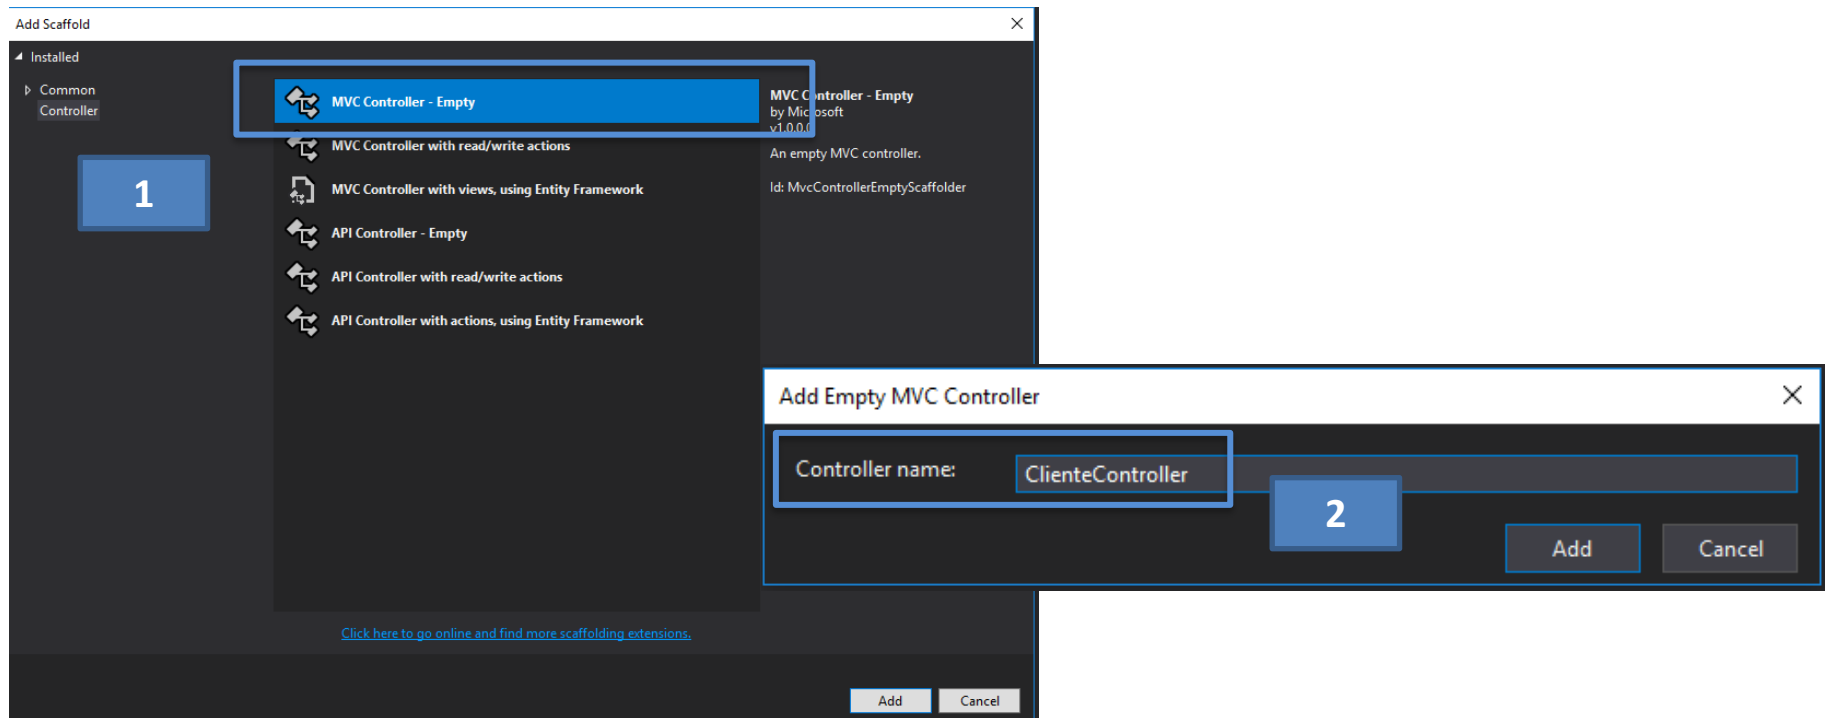 Add Scaffold
Installed
Common
Controller
1
MVC Controller - Empty
MVC Controller with read/write actions
MVC Controller with views, using Entity Framework
API Controller - Empty
API Controller with read/write actions
API Controller with actions, using Entity Framework
MVC Controller - Empty
by Microsoft
v1.0.0.0
An empty MVC controller.
Id: MvcControllerEmptyScaffolder
Click here to go online and find more scaffolding extensions.
Add Cancel
Add Empty MVC Controller
Controller name: ClienteController
2
Add Cancel